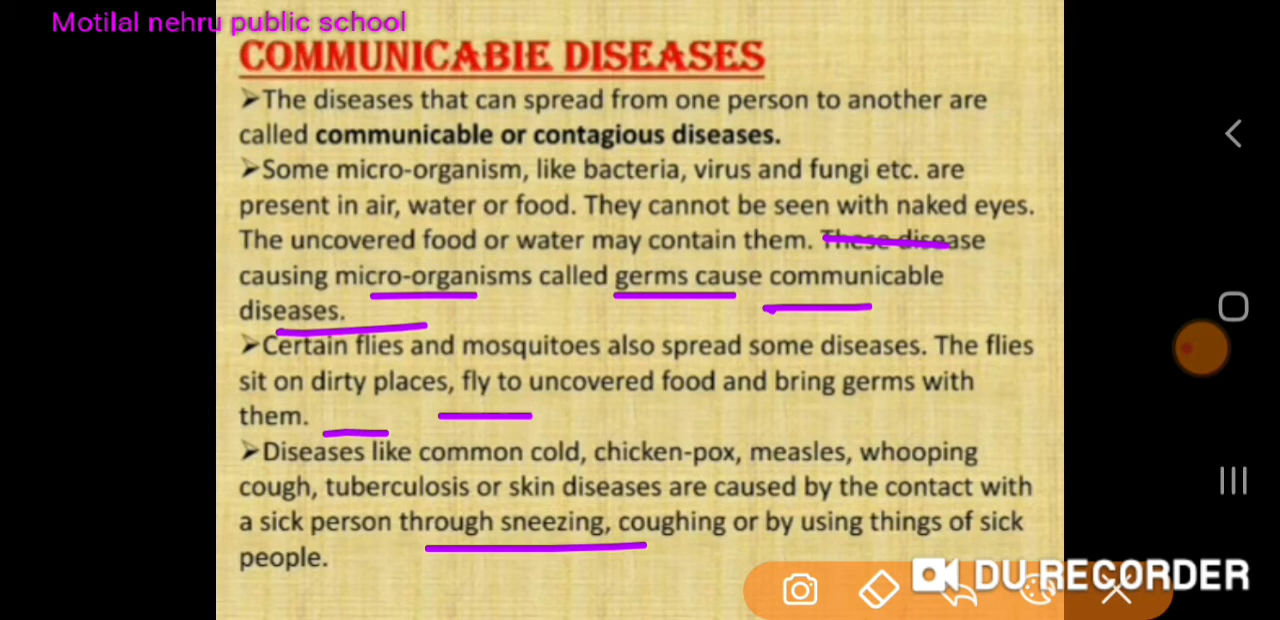 Motilal nehru public school
COMMUNICABIE DISEASES
➢The diseases that can spread from one person to another are
called communicable or contagious diseases.
➢Some micro-organism, like bacteria, virus and fungi etc. are
present in air, water or food. They cannot be seen with naked eyes.
The uncovered food or water may contain them. These disease
causing micro-organisms called germs cause communicable
diseases.
➢Certain flies and mosquitoes also spread some diseases. The flies
sit on dirty places, fly to uncovered food and bring germs with
them.
➢Diseases like common cold, chicken-pox, measles, whooping
cough, tuberculosis or skin diseases are caused by the contact with
a sick person through sneezing, coughing or by using things of sick
people.
DU RECORDER